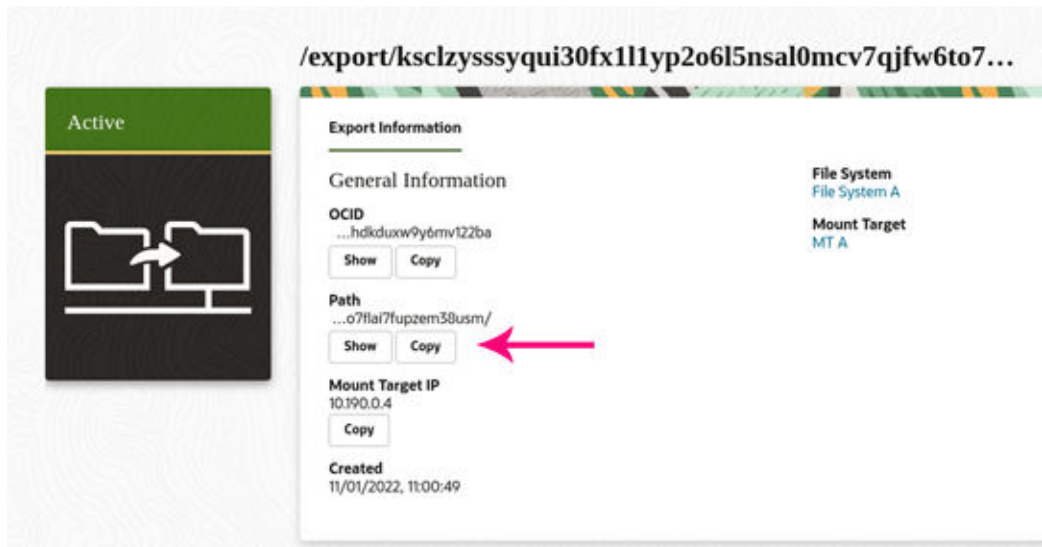 /export/ksclzysssyqui30fx1l1yp2o6l5nsal0mcv7qjfw6to7...
Active
Export Information
General Information
OCID
...hdkduxw9y6mv122ba
Show Copy
Path
...o7flai7fupzem38usm/
Show Copy
Mount Target IP
10.190.0.4
Copy
Created
11/01/2022, 11:00:49
File System
File System A
Mount Target
MT A